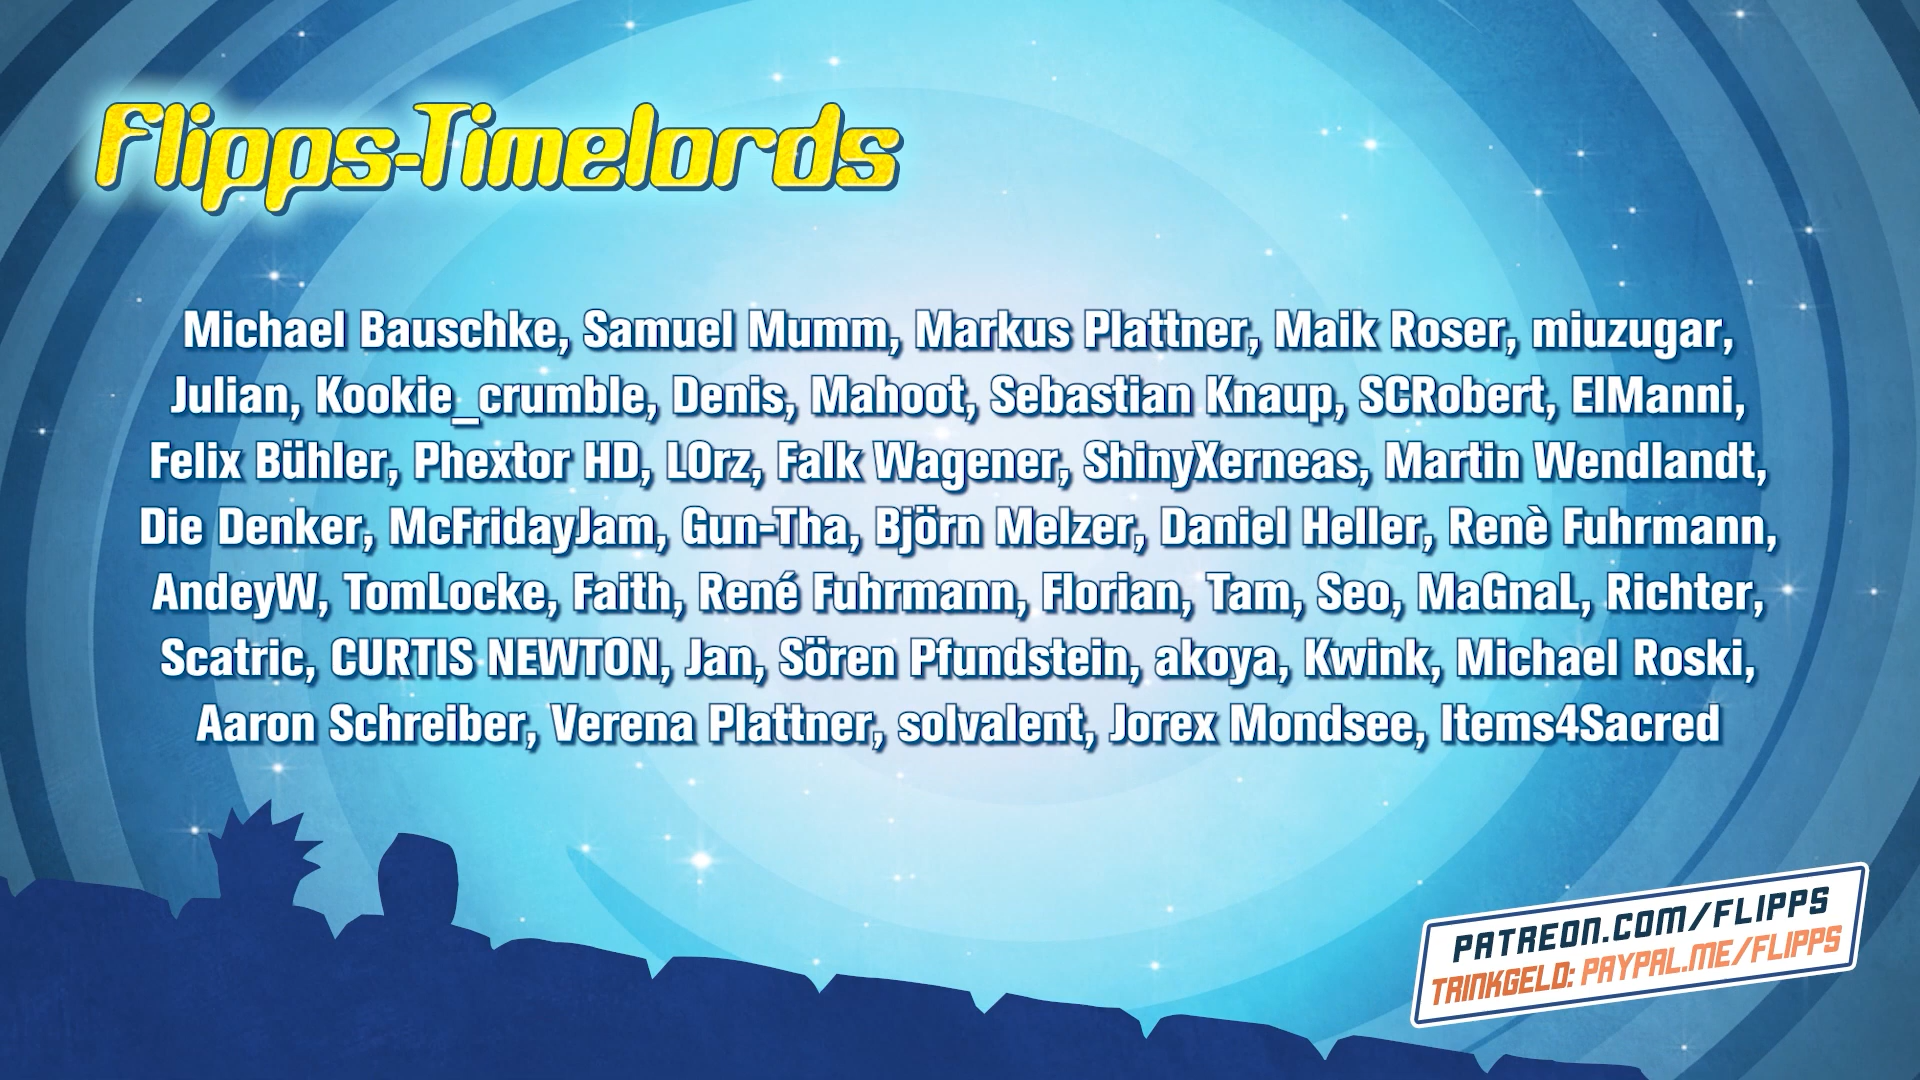 Flipps-Timelords
Michael Bauschke, Samuel Mumm, Markus Plattner, Maik Roser, miuzugar,
Julian, Kookie_crumble, Denis, Mahoot, Sebastian Knaup, SCRobert, ElManni,
Felix Bühler, Phextor HD, L0rz, Falk Wagener, ShinyXerneas, Martin Wendlandt,
Die Denker, McFridayJam, Gun-Tha, Björn Melzer, Daniel Heller, Renè Fuhrmann,
AndeyW, TomLocke, Faith, René Fuhrmann, Florian, Tam, Seo, MaGnaL, Richter,
Scatric, CURTIS NEWTON, Jan, Sören Pfundstein, akoya, Kwink, Michael Roski,
Aaron Schreiber, Verena Plattner, solvalent, Jorex Mondsee, Items4Sacred
PATREON.COM/FLIPPS
TRINKGELD: PAYPAL.ME/FLIPPS